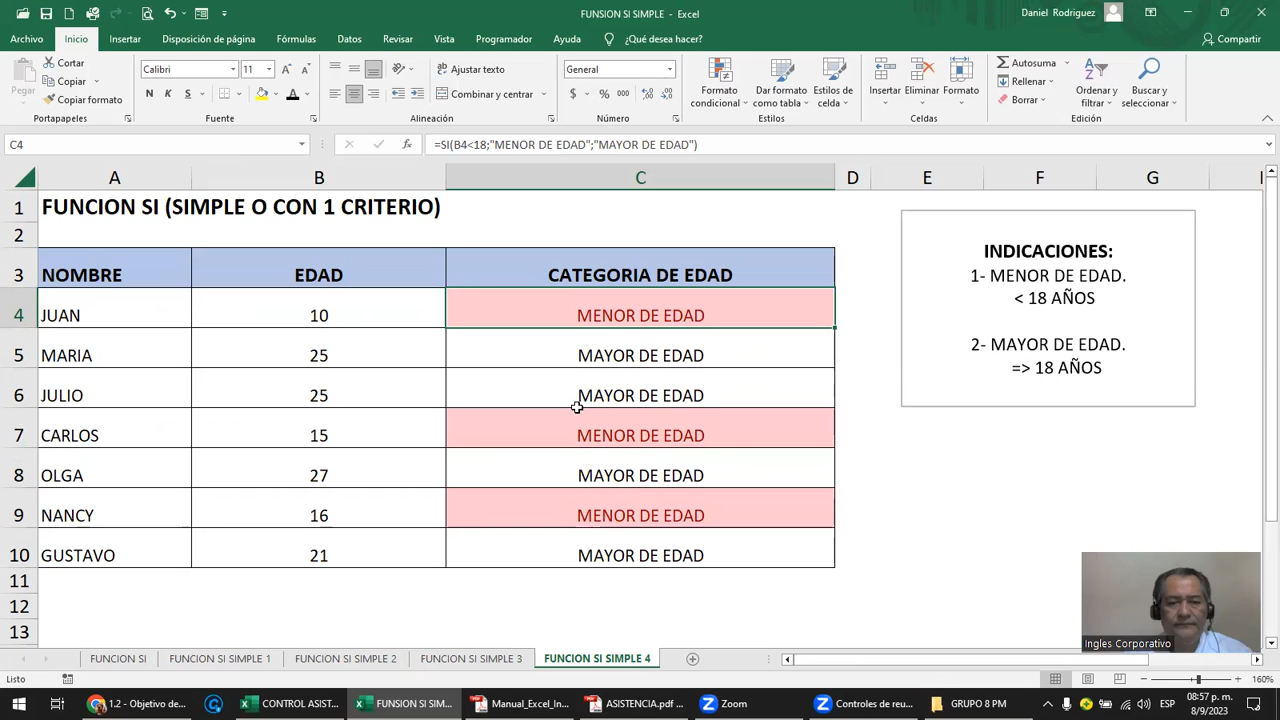 FUNSION SI SIMPLE - Excel
Daniel Rodriguez
Archivo Inicio Insertar Disposición de página Fórmulas Datos Revisar Vista Programador Ayuda ¿Qué desea hacer? Compartir
Pegar
Cortar
Copiar
Copiar formato
Portapapeles
Calibri 11
N K S
Fuente
Ajustar texto
Combinar y centrar
Alineación
General
$ % 000
Número
Formato condicional
Dar formato como tabla
Estilos de celda
Estilos
Insertar
Eliminar
Formato
Celdas
Autosuma
Rellenar
Borrar
Ordenar y filtrar
Buscar y seleccionar
Edición
C4 fx =SI(B4<18;"MENOR DE EDAD";"MAYOR DE EDAD")
A B C D E F G I
1 FUNCION SI (SIMPLE O CON 1 CRITERIO)
2
3 NOMBRE EDAD CATEGORIA DE EDAD
4 JUAN 10 MENOR DE EDAD
5 MARIA 25 MAYOR DE EDAD
6 JULIO 25 MAYOR DE EDAD
7 CARLOS 15 MENOR DE EDAD
8 OLGA 27 MAYOR DE EDAD
9 NANCY 16 MENOR DE EDAD
10 GUSTAVO 21 MAYOR DE EDAD
11
12
13
INDICACIONES:
1- MENOR DE EDAD.
< 18 AÑOS
2- MAYOR DE EDAD.
=> 18 AÑOS
Ingles Corporativo
FUNCION SI FUNCION SI SIMPLE 1 FUNCION SI SIMPLE 2 FUNCION SI SIMPLE 3 FUNCION SI SIMPLE 4
Listo 160%
1.2 - Objetivo de... CONTROL ASIST... FUNSION SI SIM... Manual_Excel_In... ASISTENCIA.pdf ... Zoom Controles de reu... GRUPO 8 PM ESP
08:57 p. m.
8/9/2023